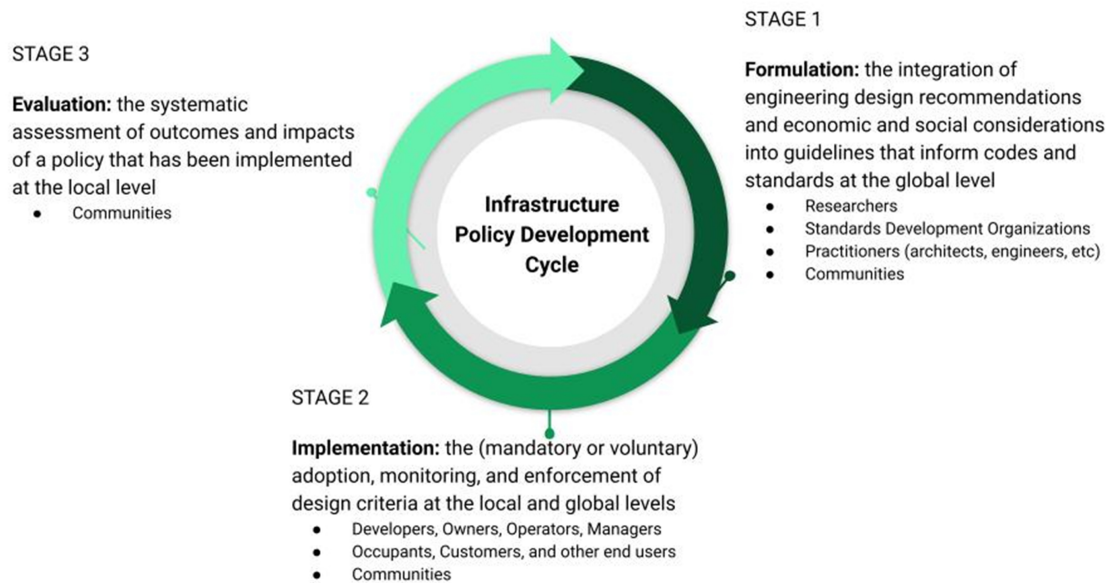 STAGE 1
Formulation: the integration of
engineering design recommendations
and economic and social considerations
into guidelines that inform codes and
standards at the global level
● Researchers
● Standards Development Organizations
● Practitioners (architects, engineers, etc)
● Communities
STAGE 3
Evaluation: the systematic
assessment of outcomes and impacts
of a policy that has been implemented
at the local level
● Communities
Infrastructure
Policy Development
Cycle
STAGE 2
Implementation: the (mandatory or voluntary)
adoption, monitoring, and enforcement of
design criteria at the local and global levels
● Developers, Owners, Operators, Managers
● Occupants, Customers, and other end users
● Communities